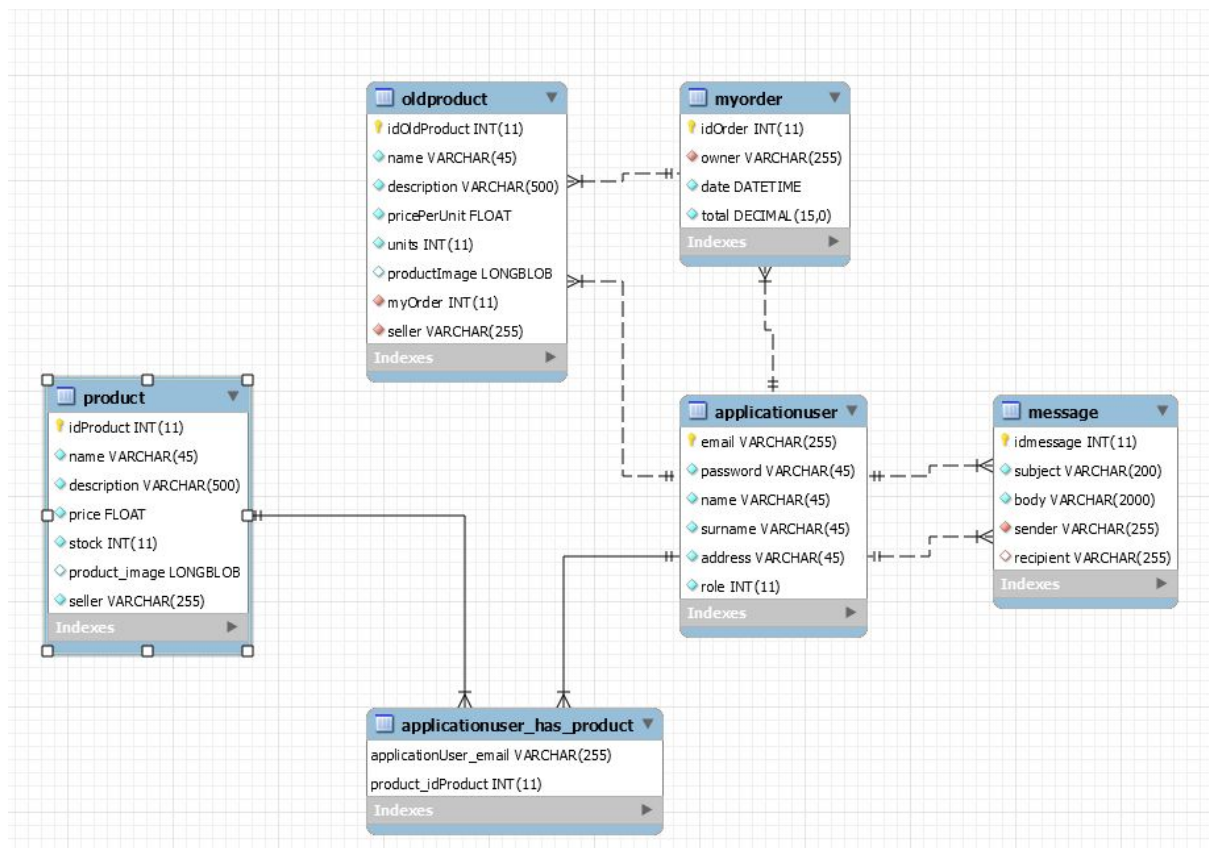 oldproduct
idOldProduct INT(11)
name VARCHAR(45)
description VARCHAR(500)
pricePerUnit FLOAT
units INT(11)
productImage LONGBLOB
myOrder INT(11)
seller VARCHAR(255)
Indexes
myorder
idOrder INT(11)
owner VARCHAR(255)
date DATETIME
total DECIMAL(15,0)
Indexes
product
idProduct INT(11)
name VARCHAR(45)
description VARCHAR(500)
price FLOAT
stock INT(11)
product_image LONGBLOB
seller VARCHAR(255)
Indexes
applicationuser
email VARCHAR(255)
password VARCHAR(45)
name VARCHAR(45)
surname VARCHAR(45)
address VARCHAR(45)
role INT(11)
Indexes
message
idmessage INT(11)
subject VARCHAR(200)
body VARCHAR(2000)
sender VARCHAR(255)
recipient VARCHAR(255)
Indexes
applicationuser_has_product
applicationUser_email VARCHAR(255)
product_idProduct INT(11)
Indexes